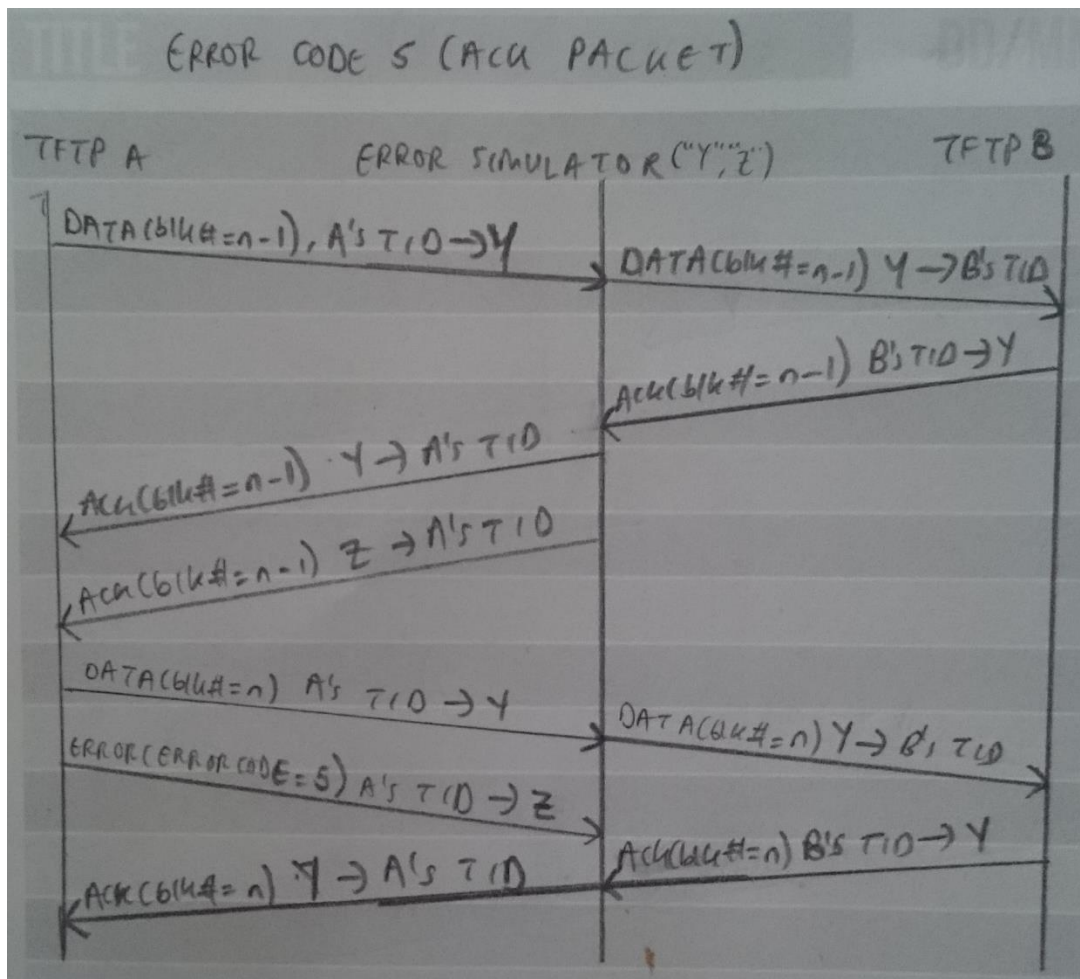 ERROR CODE 5 (ACK PACKET)
TFTP A
ERROR SIMULATOR ("Y","Z")
TFTP B
DATA(blk#=n-1), A's TID→Y
DATA(blk#=n-1) Y→B's TID
Ack(blk#=n-1) B's TID→Y
Ack(blk#=n-1) Y→A's TID
Ack(blk#=n-1) Z→A's TID
DATA(blk#=n) A's TID→Y
DATA(blk#=n) Y→B's TID
ERROR(ERROR CODE=5) A's TID→Z
Ack(blk#=n) B's TID→Y
Ack(blk#=n) Y→A's TID